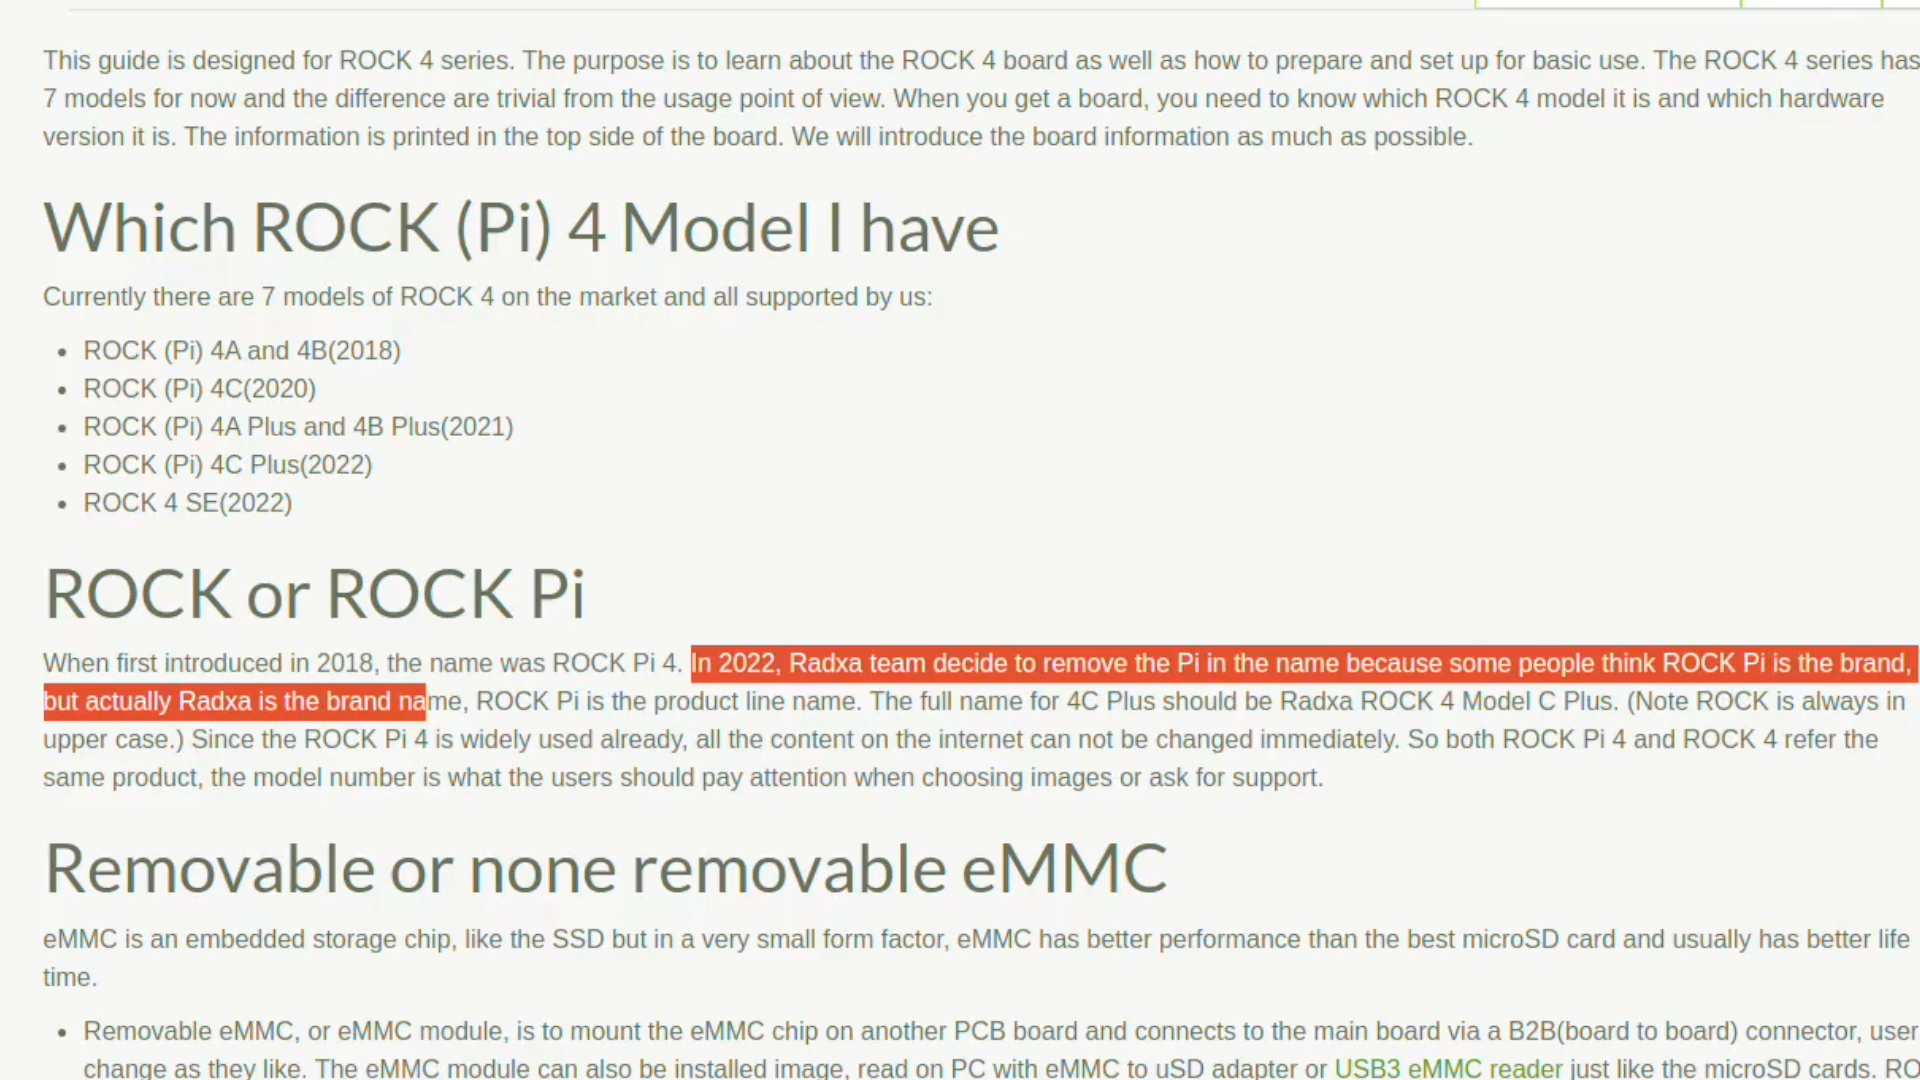 This guide is designed for ROCK 4 series. The purpose is to learn about the ROCK 4 board as well as how to prepare and set up for basic use. The ROCK 4 series has
7 models for now and the difference are trivial from the usage point of view. When you get a board, you need to know which ROCK 4 model it is and which hardware
version it is. The information is printed in the top side of the board. We will introduce the board information as much as possible.
Which ROCK (Pi) 4 Model I have
Currently there are 7 models of ROCK 4 on the market and all supported by us:
• ROCK (Pi) 4A and 4B(2018)
• ROCK (Pi) 4C(2020)
• ROCK (Pi) 4A Plus and 4B Plus(2021)
• ROCK (Pi) 4C Plus(2022)
• ROCK 4 SE(2022)
ROCK or ROCK Pi
When first introduced in 2018, the name was ROCK Pi 4. In 2022, Radxa team decide to remove the Pi in the name because some people think ROCK Pi is the brand,
but actually Radxa is the brand name, ROCK Pi is the product line name. The full name for 4C Plus should be Radxa ROCK 4 Model C Plus. (Note ROCK is always in
upper case.) Since the ROCK Pi 4 is widely used already, all the content on the internet can not be changed immediately. So both ROCK Pi 4 and ROCK 4 refer the
same product, the model number is what the users should pay attention when choosing images or ask for support.
Removable or none removable eMMC
eMMC is an embedded storage chip, like the SSD but in a very small form factor, eMMC has better performance than the best microSD card and usually has better life
time.
• Removable eMMC, or eMMC module, is to mount the eMMC chip on another PCB board and connects to the main board via a B2B(board to board) connector, user
change as they like. The eMMC module can also be installed image, read on PC with eMMC to uSD adapter or USB3 eMMC reader just like the microSD cards. RO